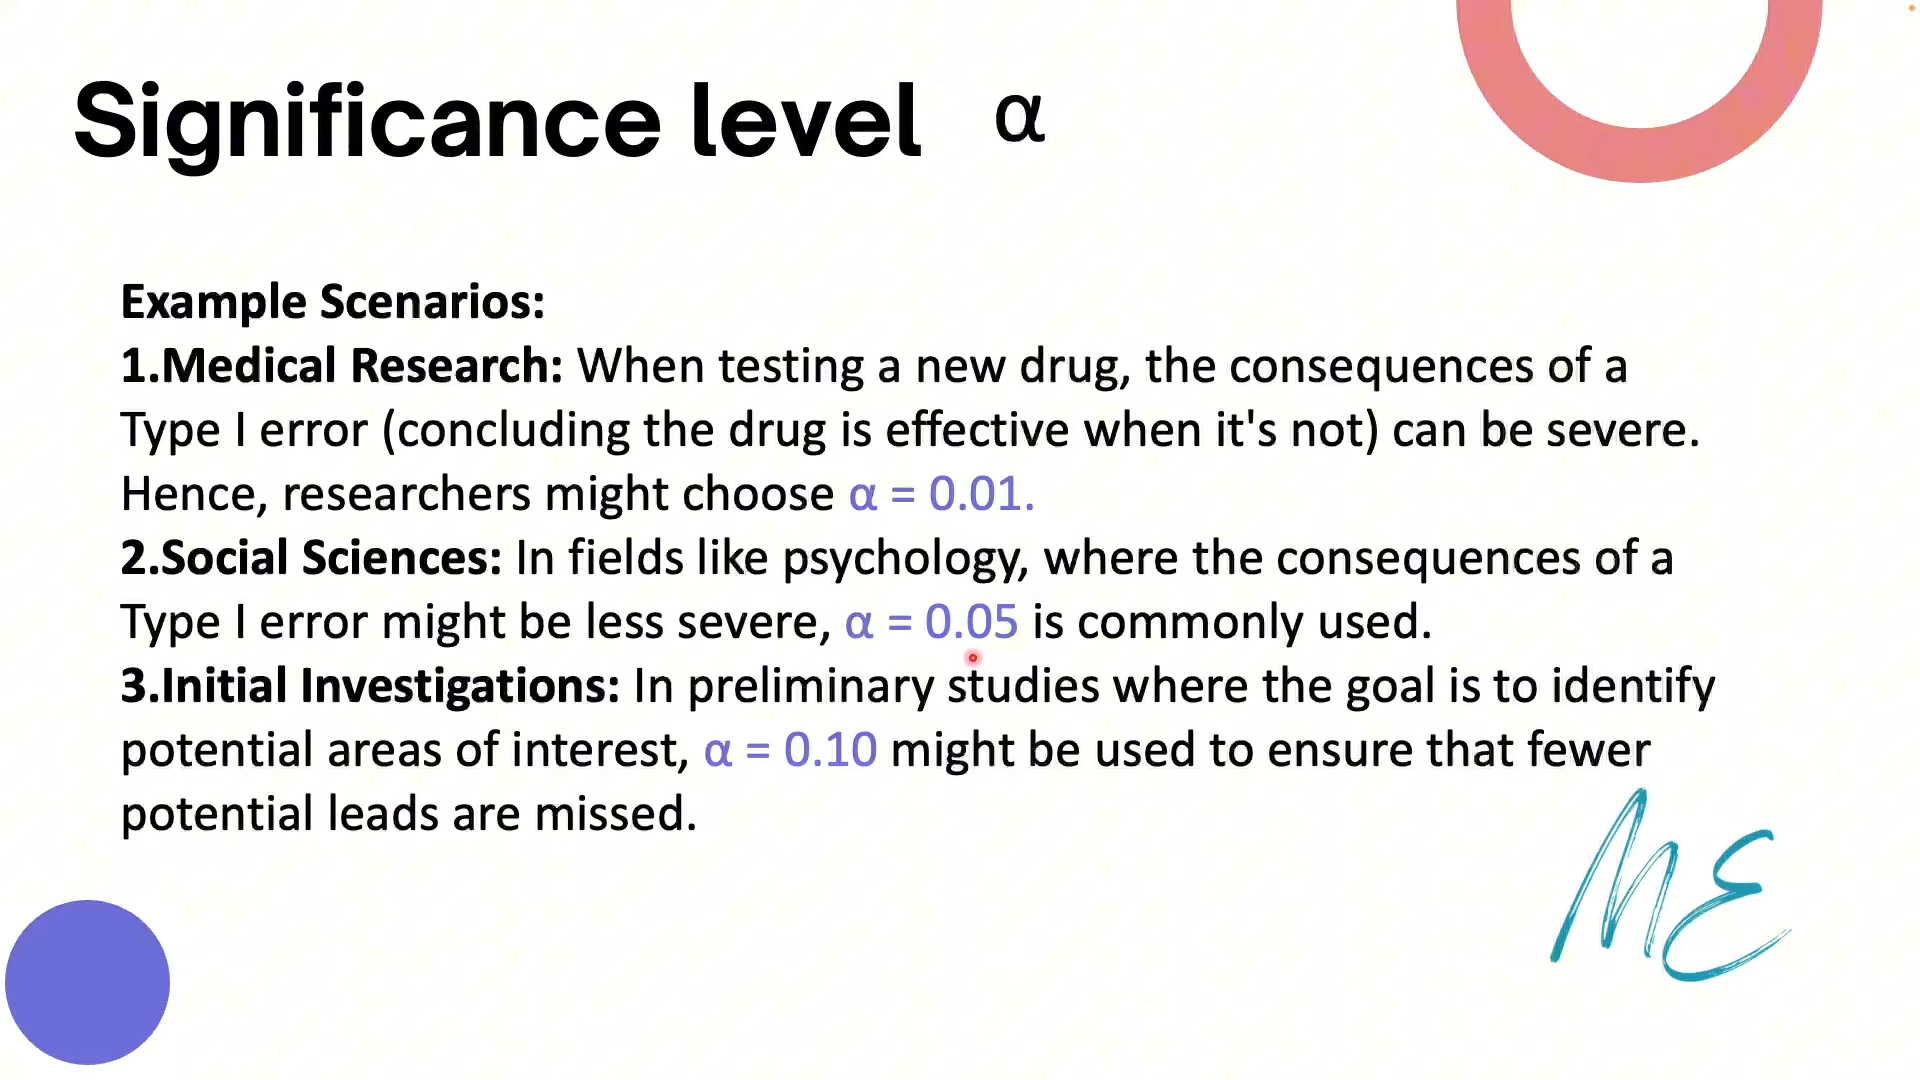 Significance level α
Example Scenarios:
1.Medical Research: When testing a new drug, the consequences of a
Type I error (concluding the drug is effective when it's not) can be severe.
Hence, researchers might choose α = 0.01.
2.Social Sciences: In fields like psychology, where the consequences of a
Type I error might be less severe, α = 0.05 is commonly used.
3.Initial Investigations: In preliminary studies where the goal is to identify
potential areas of interest, α = 0.10 might be used to ensure that fewer
potential leads are missed.
ME